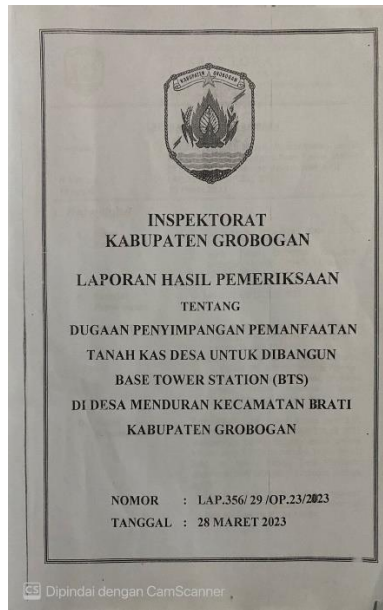 KABUPATEN GROBOGAN
INSPEKTORAT
KABUPATEN GROBOGAN
LAPORAN HASIL PEMERIKSAAN
TENTANG
DUGAAN PENYIMPANGAN PEMANFAATAN
TANAH KAS DESA UNTUK DIBANGUN
BASE TOWER STATION (BTS)
DI DESA MENDURAN KECAMATAN BRATI
KABUPATEN GROBOGAN
NOMOR : LAP.356/ 29 /OP.23/2023
TANGGAL : 28 MARET 2023
CS Dipindai dengan CamScanner